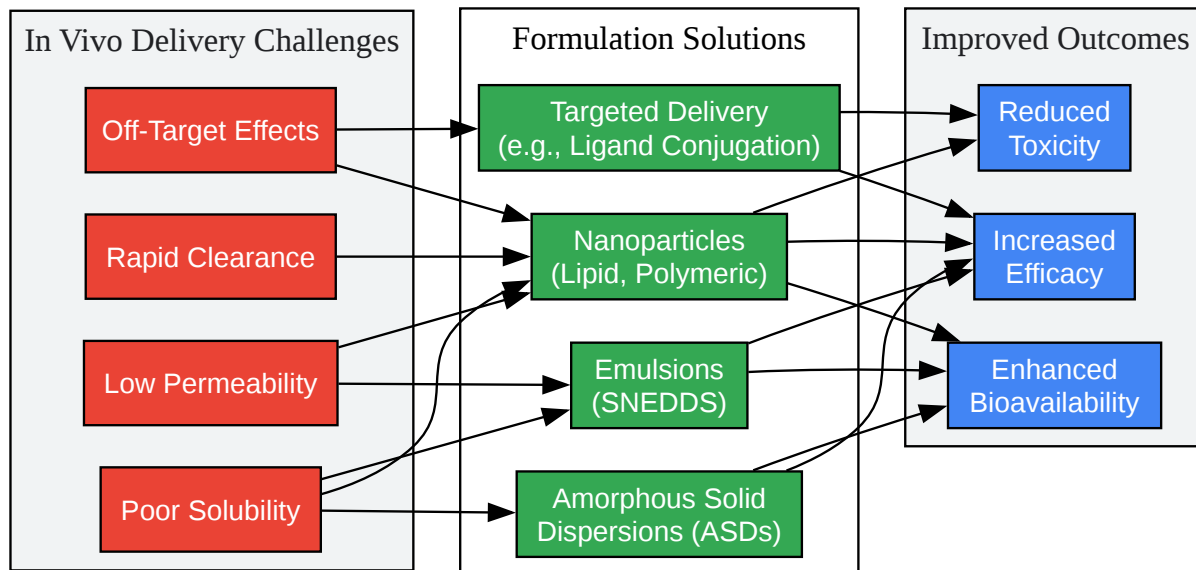 In Vivo Delivery Challenges
Off-Target Effects
Rapid Clearance
Low Permeability
Poor Solubility
Formulation Solutions
Targeted Delivery
(e.g., Ligand Conjugation)
Nanoparticles
(Lipid, Polymeric)
Emulsions
(SNEDDS)
Amorphous Solid
Dispersions (ASDs)
Improved Outcomes
Reduced
Toxicity
Increased
Efficacy
Enhanced
Bioavailability